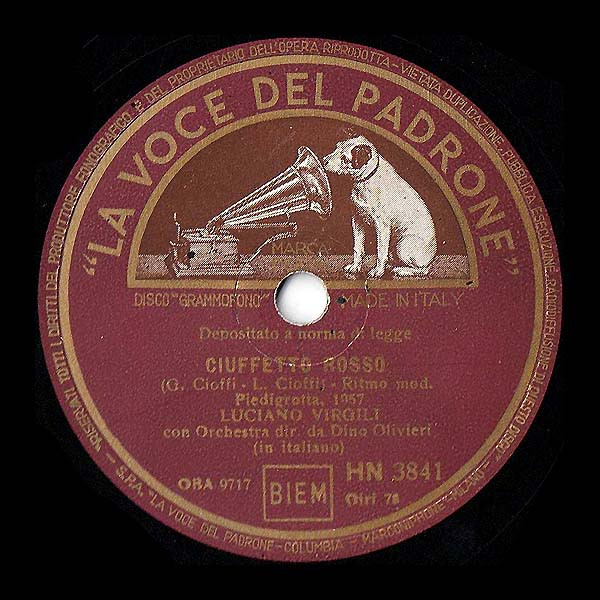 "RISERVATI TUTTI I DIRITTI DEL PRODUTTORE FONOGRAFICO E DEL PROPRIETARIO DELL'OPERA RIPRODOTTA - VIETATA DUPLICAZIONE, PUBBLICA ESECUZIONE, RADIODIFFUSIONE DI QUESTO DISCO"
"LA VOCE DEL PADRONE"
MARCA
DISCO "GRAMMOFONO" MADE IN ITALY
Depositato a norma di legge
CIUFFETTO ROSSO
(G. Cioffi - L. Cioffi) - Ritmo mod.
Piedigrotta, 1957
LUCIANO VIRGILI
con Orchestra dir. da Dino Olivieri
(in italiano)
OBA 9717
BIEM
HN 3841
Giri. 78
S.P.A. "LA VOCE DEL PADRONE - COLUMBIA - MARCONIPHONE" - MILANO -